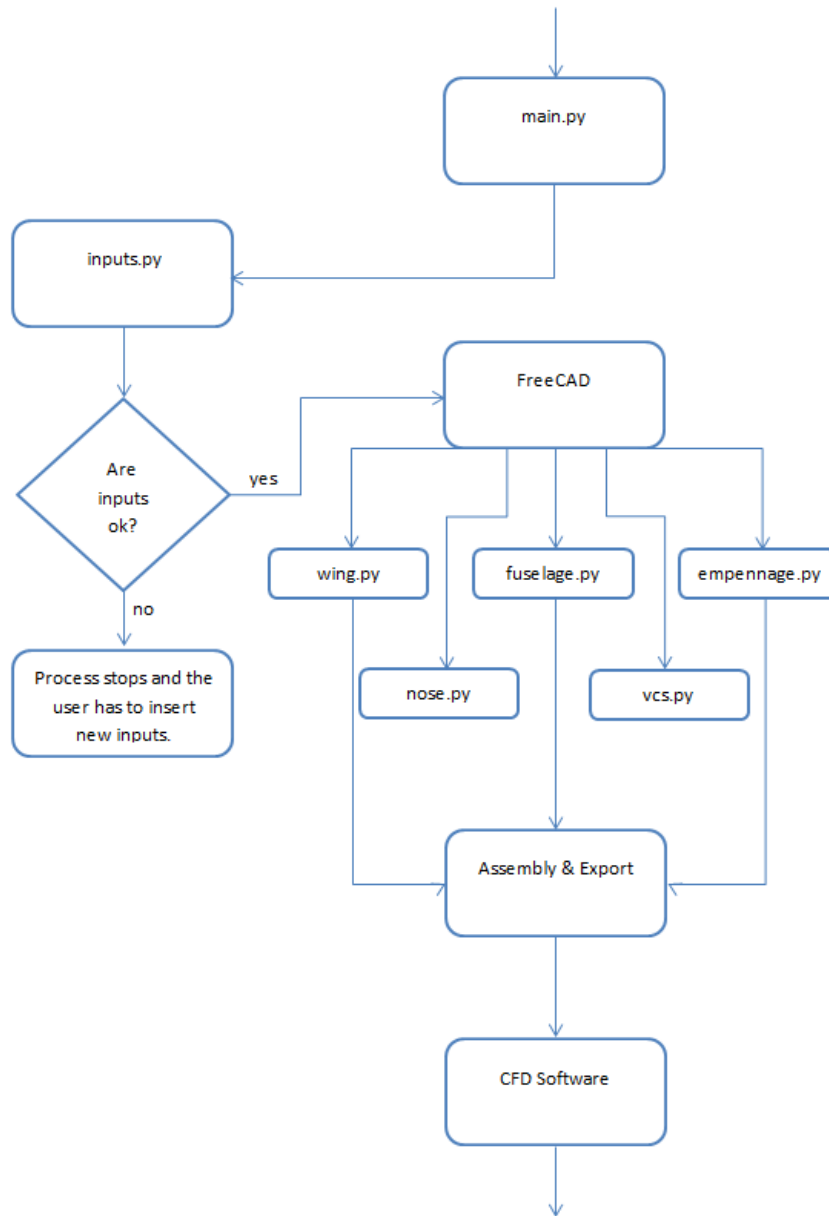 main.py
inputs.py
FreeCAD
Are
inputs
ok?
yes
no
wing.py
fuselage.py
empennage.py
Process stops and the
user has to insert
new inputs.
nose.py
vcs.py
Assembly & Export
CFD Software